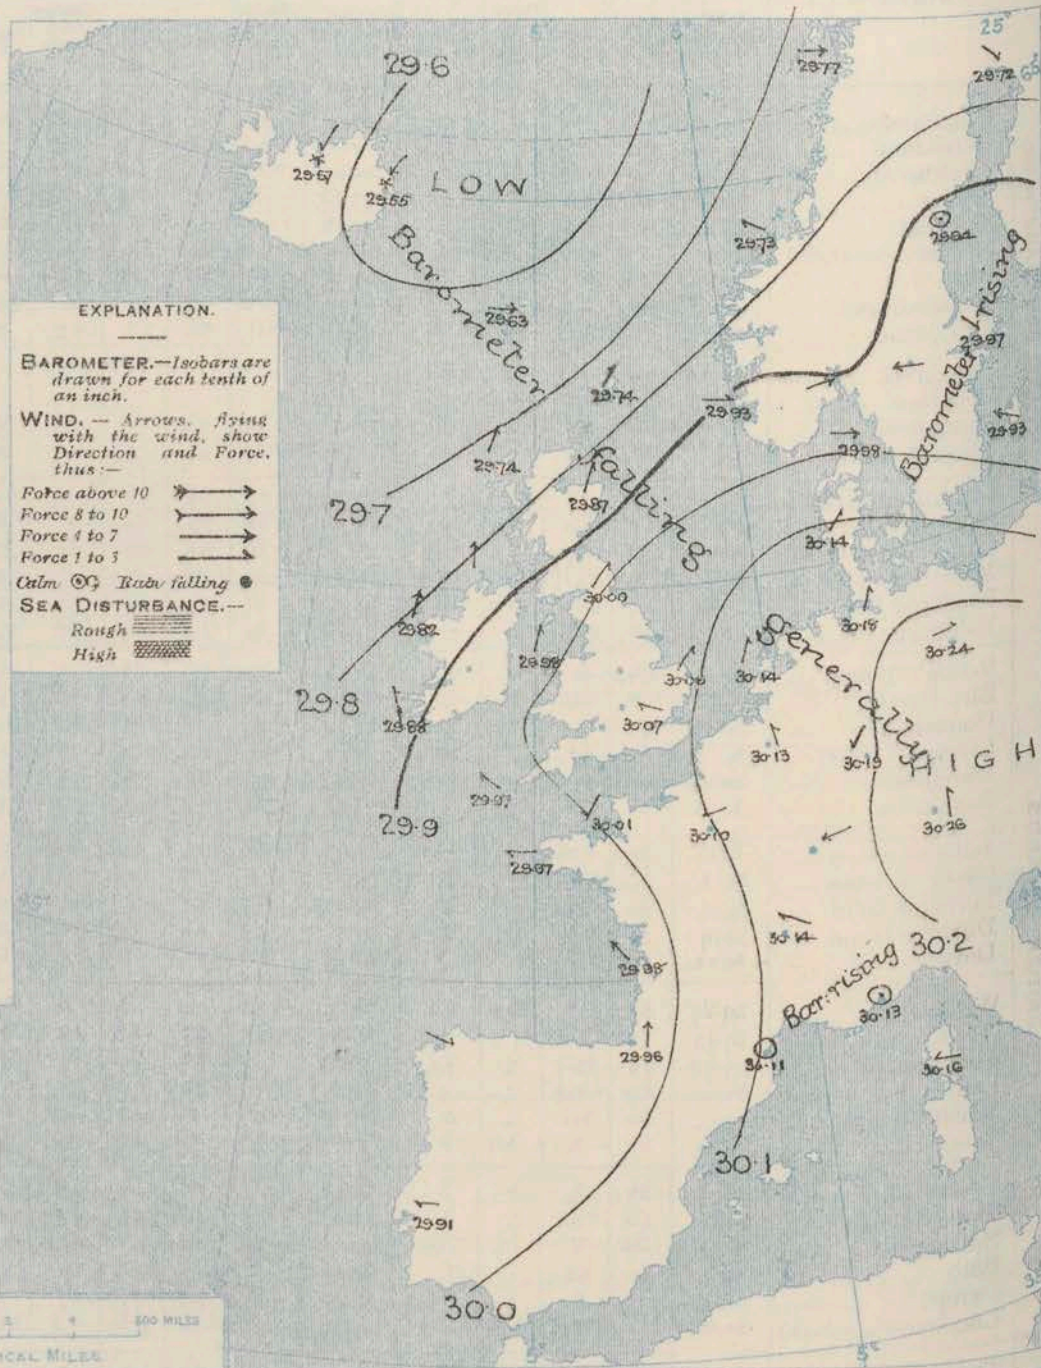 25°
29·6
29·77
29·72
29·57
29·55
LOW
Barometer
29·73
29·63
rising
29·97
EXPLANATION.
BAROMETER.—Isobars are
drawn for each tenth of
an inch.
WIND. — Arrows, flying
with the wind, show
Direction and Force,
thus:—
Force above 10
Force 8 to 10
Force 4 to 7
Force 1 to 3
Calm Rain falling
SEA DISTURBANCE.--
Rough
High
29·74
29·93
Barometer
29·93
29·98
29·74
falling
29·87
29·7
30·14
30·00
29·82
30·18
generally
29·98
30·24
30·14
29·8
29·88
30·07
30·13
30·19
HIGH
29·97
29·9
30·01
30·10
30·26
29·97
30·14
30·2
29·98
Bar: rising
30·13
29·96
30·11
30·16
30·1
29·91
30·0
500 MILES
5°
5°